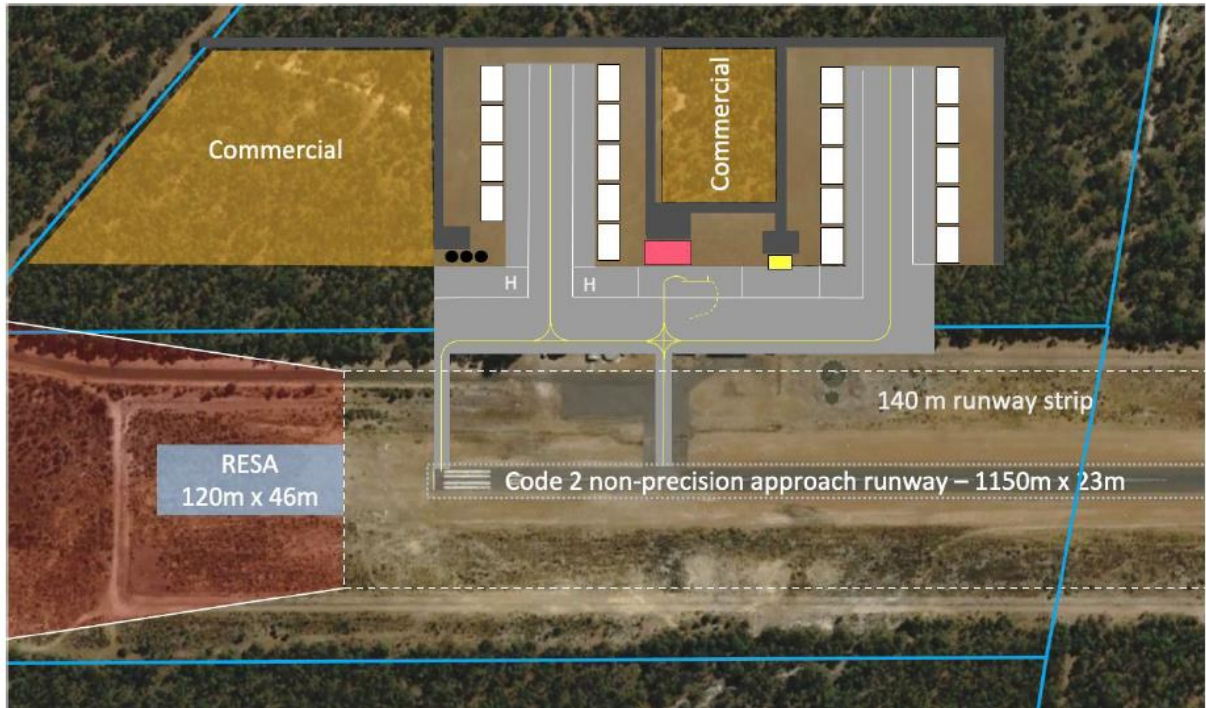 Commercial
Commercial
H
H
140 m runway strip
RESA
120m x 46m
Code 2 non-precision approach runway – 1150m x 23m